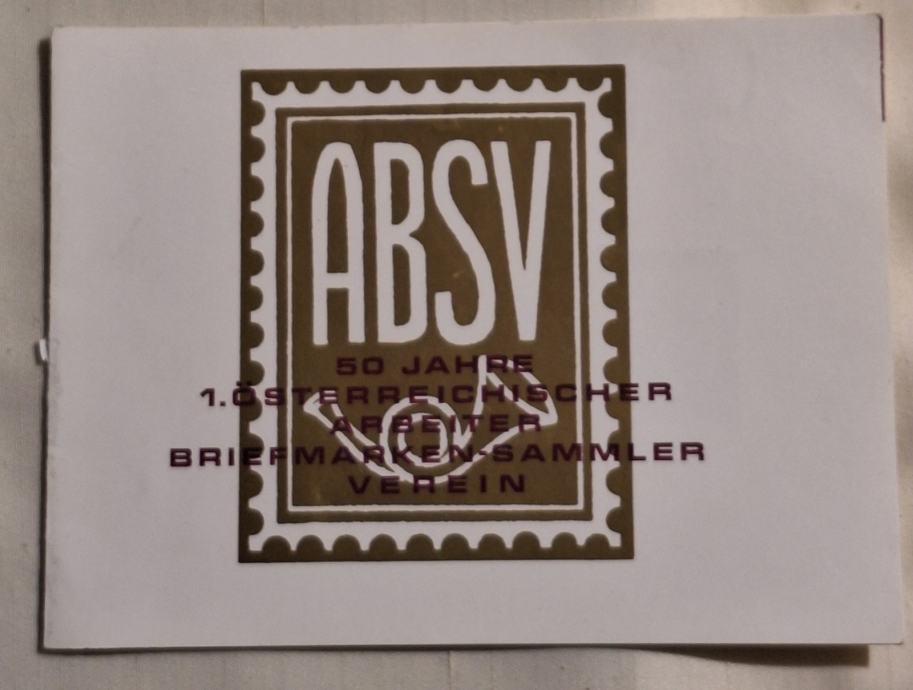 ABSV
50 JAHRE
1.ÖSTERREICHISCHER
ARBEITER
BRIEFMARKEN-SAMMLER
VEREIN